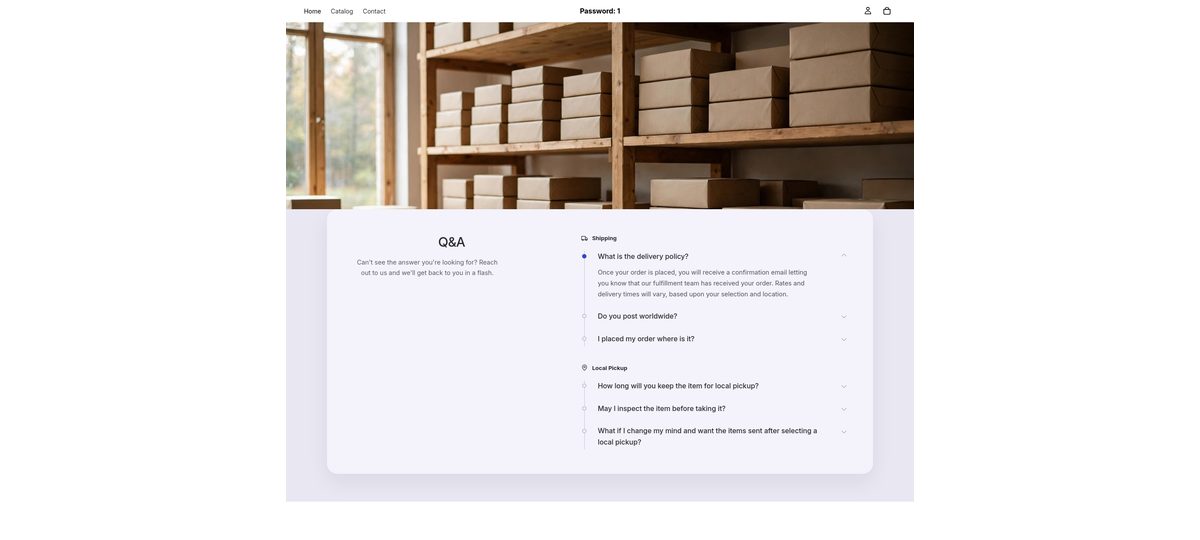 Home Catalog Contact Password: 1
Q&A
Can't see the answer you're looking for? Reach
out to us and we'll get back to you in a flash.
Shipping
What is the delivery policy?
Once your order is placed, you will receive a confirmation email letting
you know that our fulfillment team has received your order. Rates and
delivery times will vary, based upon your selection and location.
Do you post worldwide?
I placed my order where is it?
Local Pickup
How long will you keep the item for local pickup?
May I inspect the item before taking it?
What if I change my mind and want the items sent after selecting a
local pickup?